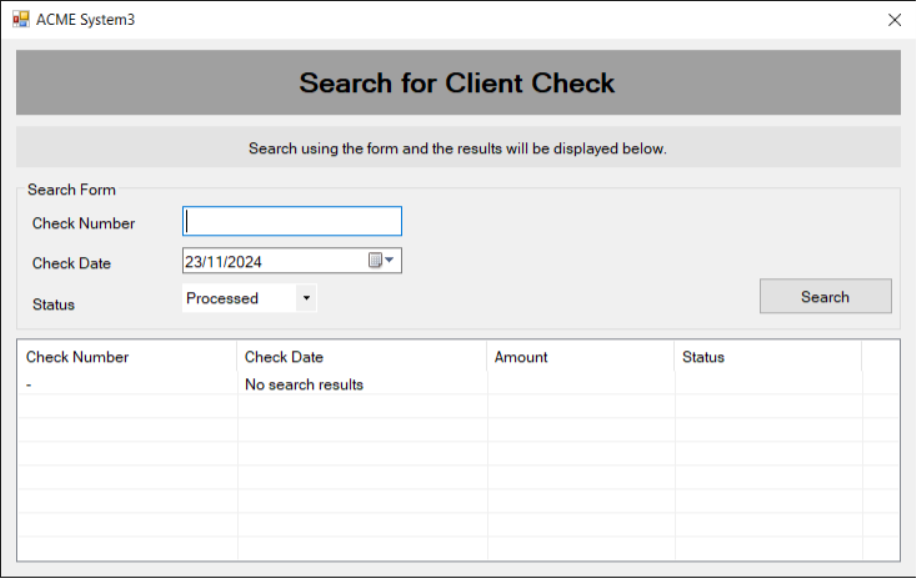 ACME System3
Search for Client Check
Search using the form and the results will be displayed below.
Search Form
Check Number
Check Date 23/11/2024
Status Processed
Search
Check Number Check Date Amount Status
- No search results